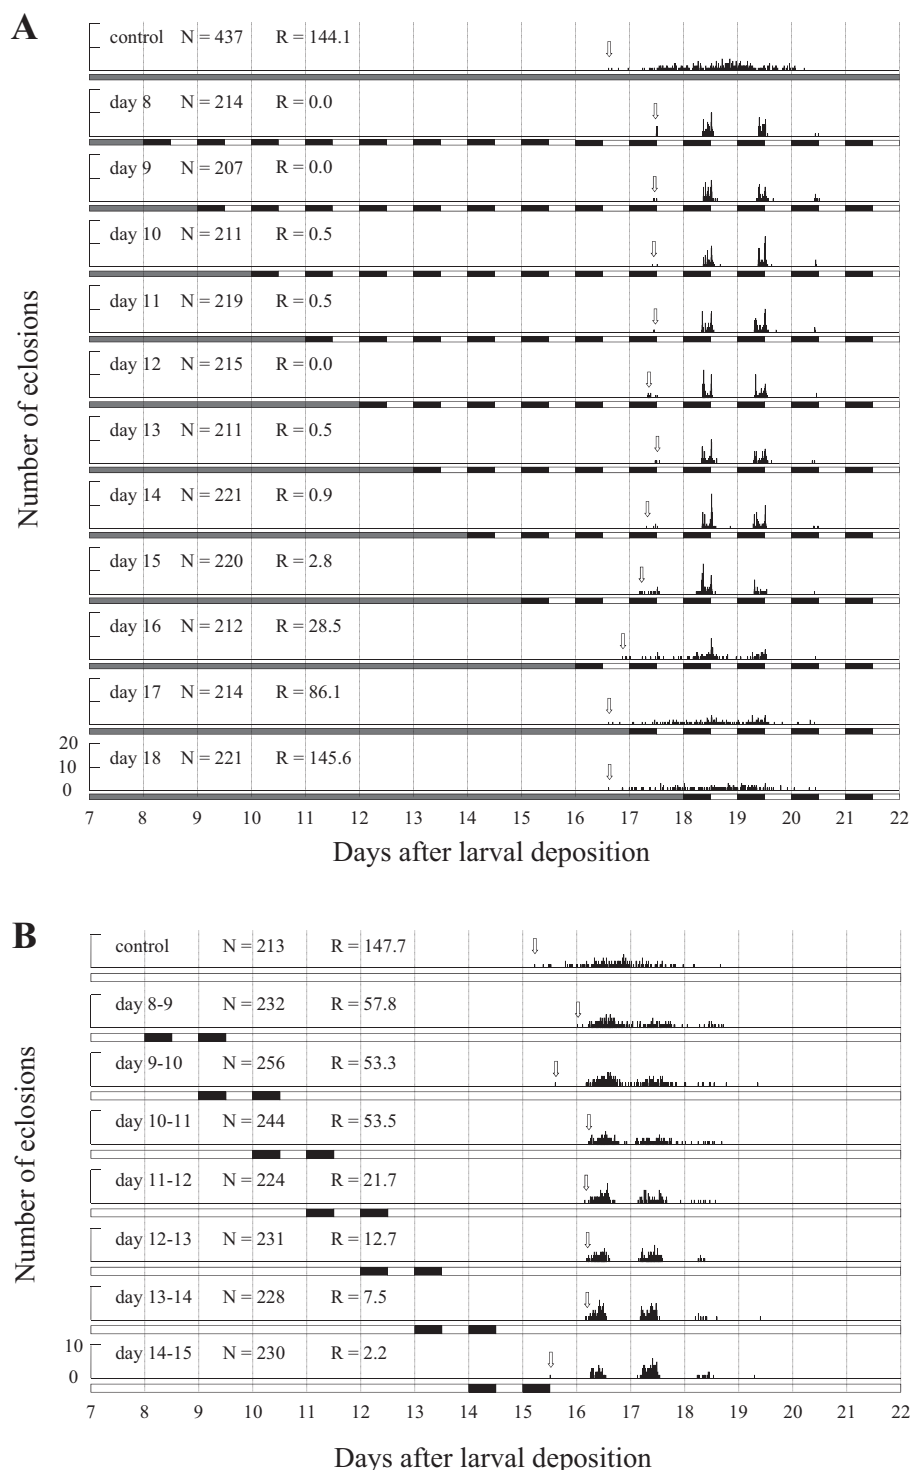 A
control N = 437 R = 144.1
day 8 N = 214 R = 0.0
day 9 N = 207 R = 0.0
day 10 N = 211 R = 0.5
day 11 N = 219 R = 0.5
day 12 N = 215 R = 0.0
day 13 N = 211 R = 0.5
day 14 N = 221 R = 0.9
day 15 N = 220 R = 2.8
day 16 N = 212 R = 28.5
day 17 N = 214 R = 86.1
day 18 N = 221 R = 145.6
20
10
0
Number of eclosions
7 8 9 10 11 12 13 14 15 16 17 18 19 20 21 22
Days after larval deposition
B
control N = 213 R = 147.7
day 8-9 N = 232 R = 57.8
day 9-10 N = 256 R = 53.3
day 10-11 N = 244 R = 53.5
day 11-12 N = 224 R = 21.7
day 12-13 N = 231 R = 12.7
day 13-14 N = 228 R = 7.5
day 14-15 N = 230 R = 2.2
10
0
Number of eclosions
7 8 9 10 11 12 13 14 15 16 17 18 19 20 21 22
Days after larval deposition